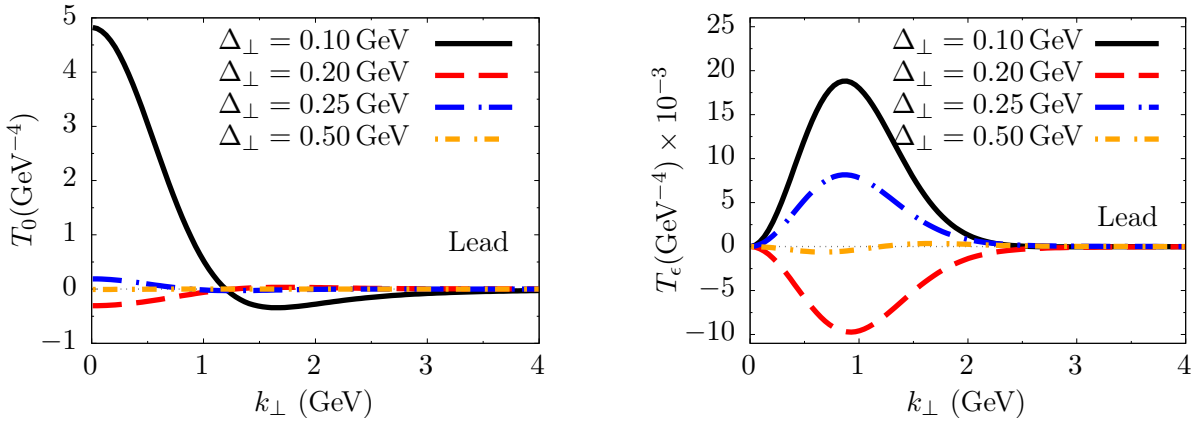 5
4
3
2
1
0
−1
0 1 2 3 4
T₀(GeV⁻⁴)
k⊥ (GeV)
Δ⊥ = 0.10 GeV
Δ⊥ = 0.20 GeV
Δ⊥ = 0.25 GeV
Δ⊥ = 0.50 GeV
Lead
25
20
15
10
5
0
−5
−10
0 1 2 3 4
T_ϵ(GeV⁻⁴) × 10⁻³
k⊥ (GeV)
Δ⊥ = 0.10 GeV
Δ⊥ = 0.20 GeV
Δ⊥ = 0.25 GeV
Δ⊥ = 0.50 GeV
Lead